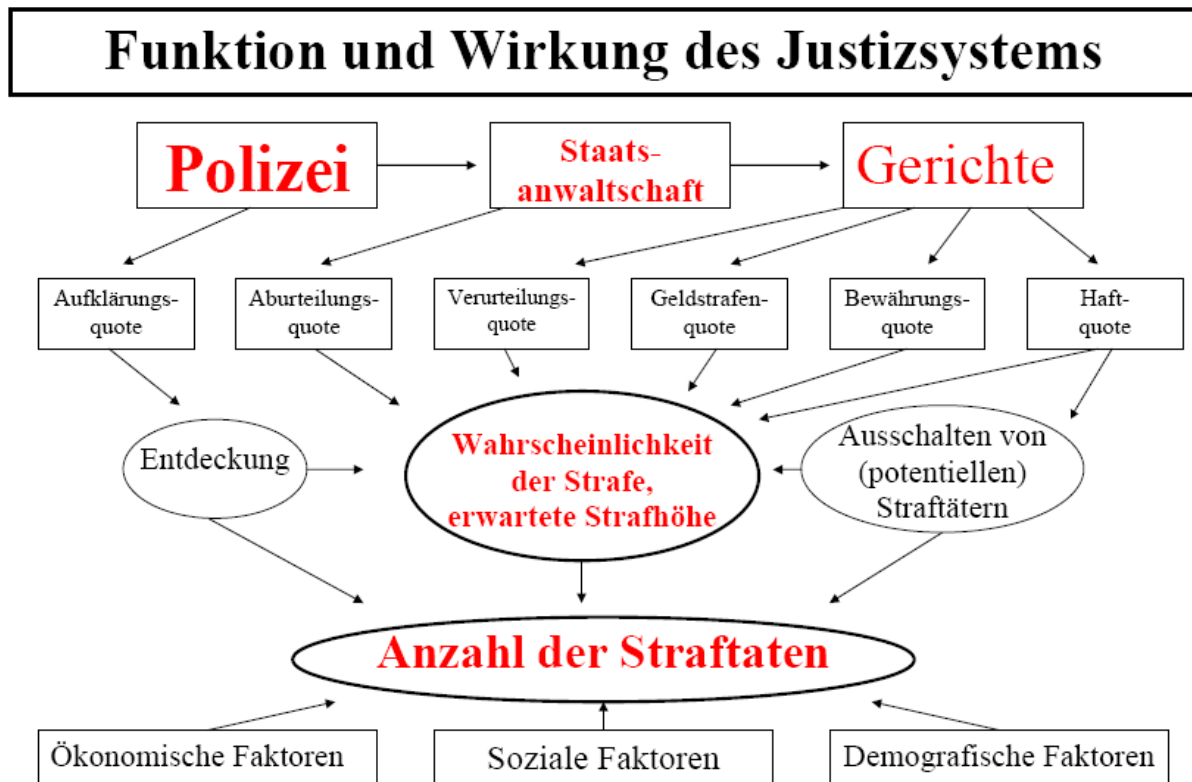 Funktion und Wirkung des Justizsystems
Polizei
Staats-
anwaltschaft
Gerichte
Aufklärungs-
quote
Aburteilungs-
quote
Verurteilungs-
quote
Geldstrafen-
quote
Bewährungs-
quote
Haft-
quote
Entdeckung
Wahrscheinlichkeit
der Strafe,
erwartete Strafhöhe
Ausschalten von
(potentiellen)
Straftätern
Anzahl der Straftaten
Ökonomische Faktoren
Soziale Faktoren
Demografische Faktoren